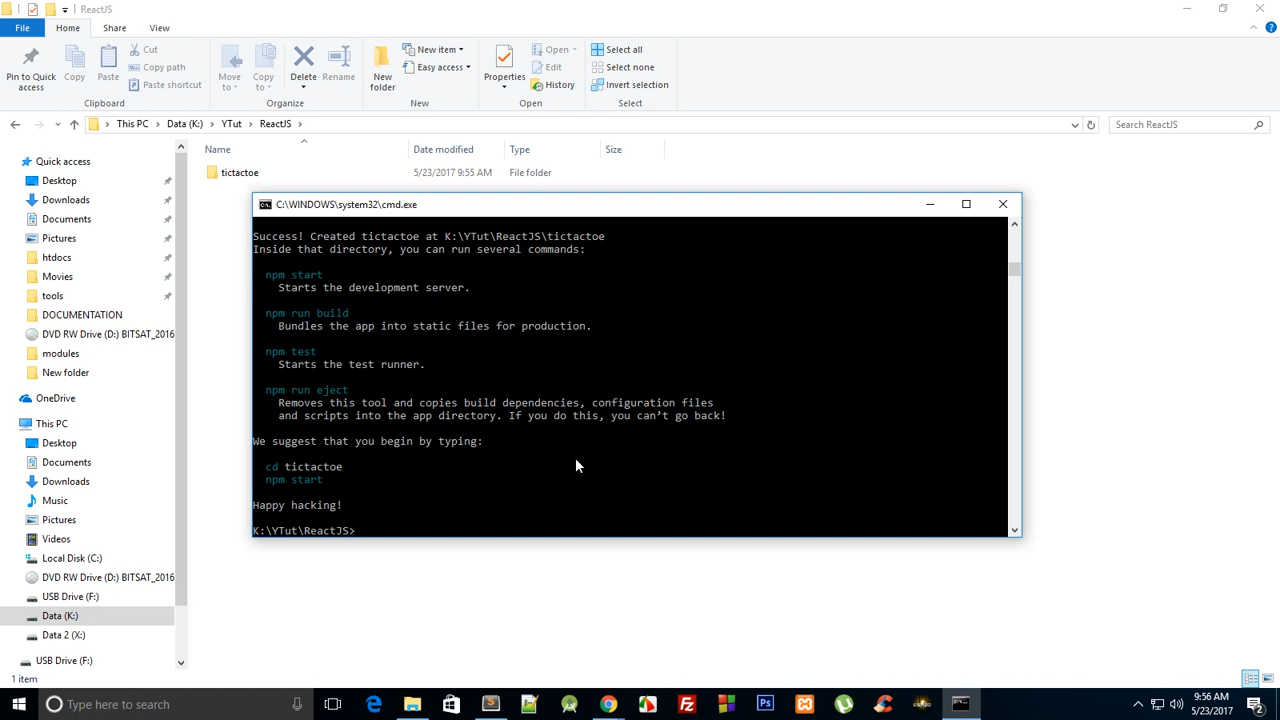 ReactJS
File
Home
Share
View
Pin to Quick access
Copy
Paste
Cut
Copy path
Paste shortcut
Clipboard
Move to
Copy to
Delete
Rename
Organize
New folder
New item
Easy access
New
Properties
Open
Edit
History
Open
Select all
Select none
Invert selection
Select
This PC > Data (K:) > YTut > ReactJS >
Search ReactJS
Name
Date modified
Type
Size
tictactoe
5/23/2017 9:55 AM
File folder
Quick access
Desktop
Downloads
Documents
Pictures
htdocs
Movies
tools
DOCUMENTATION
DVD RW Drive (D:) BITSAT_2016
modules
New folder
OneDrive
This PC
Desktop
Documents
Downloads
Music
Pictures
Videos
Local Disk (C:)
DVD RW Drive (D:) BITSAT_2016
USB Drive (F:)
Data (K:)
Data 2 (X:)
USB Drive (F:)
1 item
C:\WINDOWS\system32\cmd.exe
Success! Created tictactoe at K:\YTut\ReactJS\tictactoe
Inside that directory, you can run several commands:
npm start
Starts the development server.
npm run build
Bundles the app into static files for production.
npm test
Starts the test runner.
npm run eject
Removes this tool and copies build dependencies, configuration files
and scripts into the app directory. If you do this, you can’t go back!
We suggest that you begin by typing:
cd tictactoe
npm start
Happy hacking!
K:\YTut\ReactJS>
Type here to search
9:56 AM
5/23/2017
2